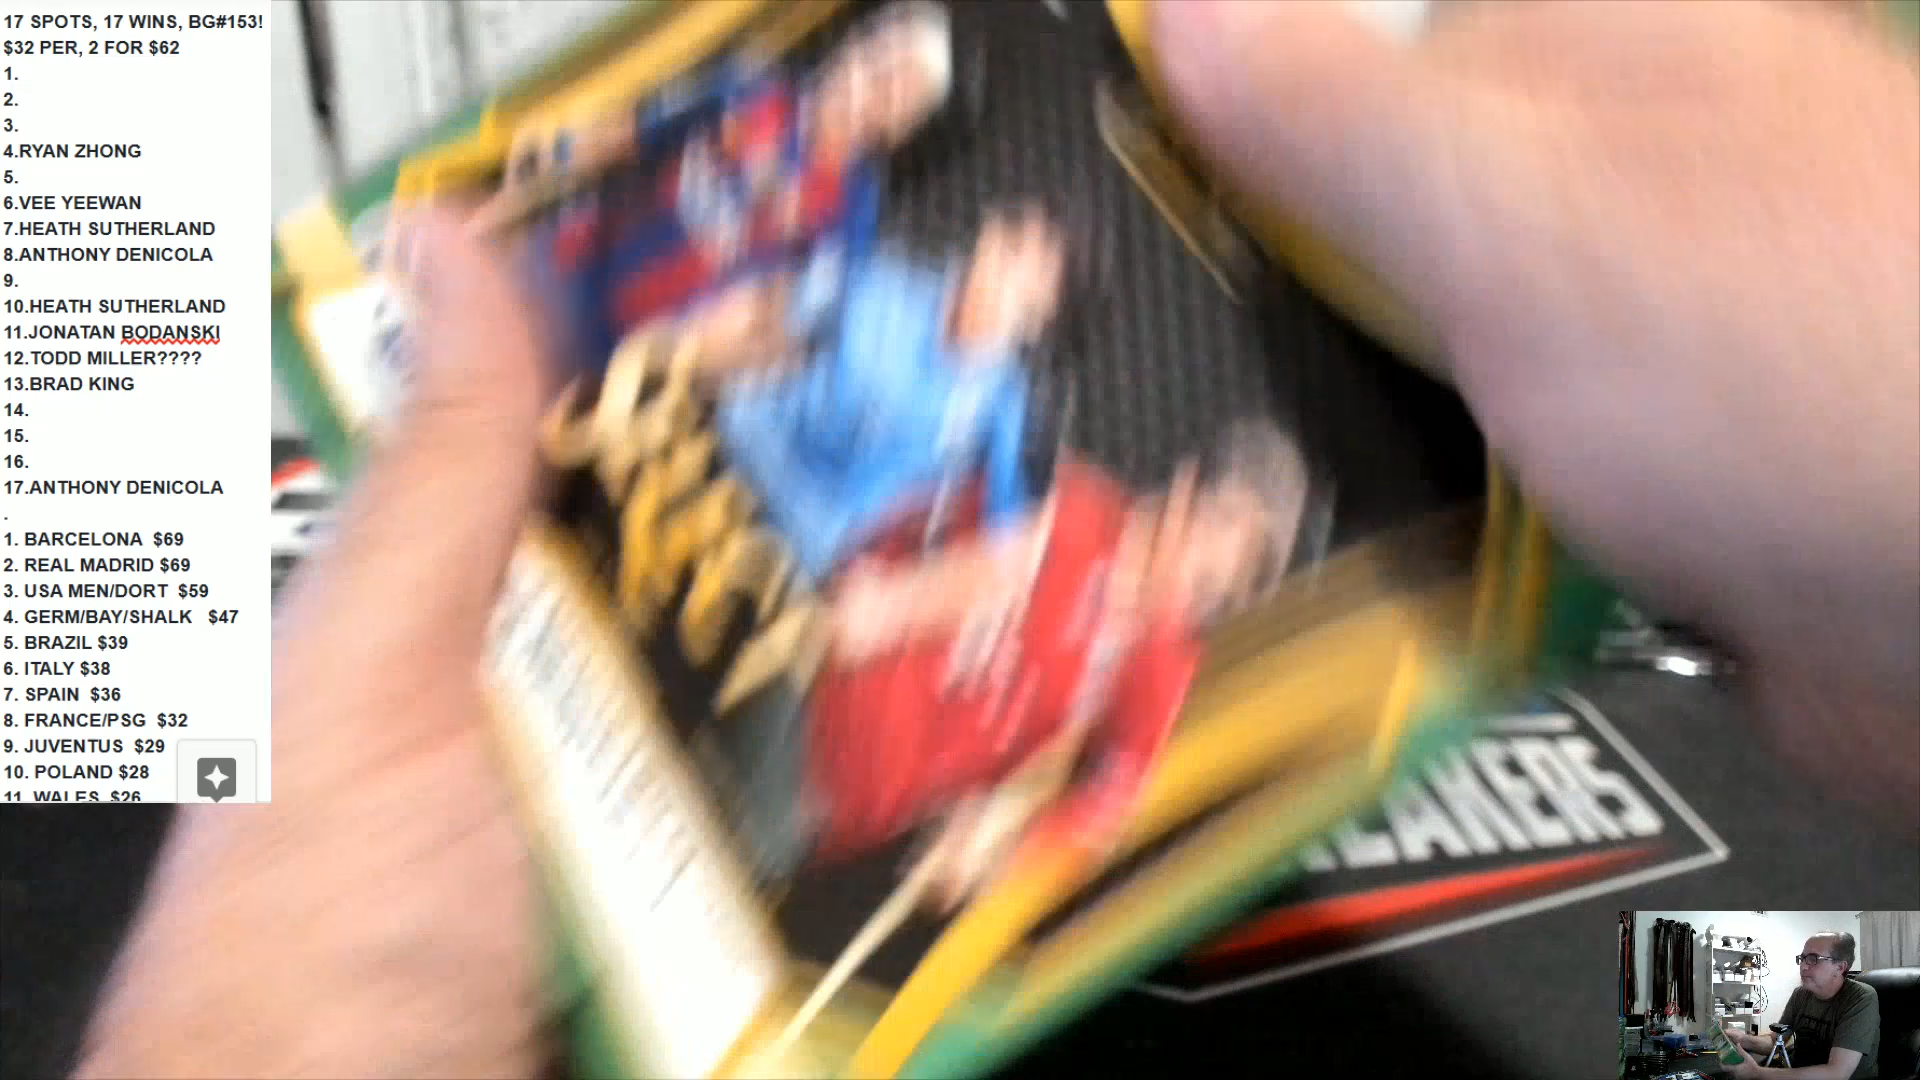 17 SPOTS, 17 WINS, BG#153!
$32 PER, 2 FOR $62
1.
2.
3.
4.RYAN ZHONG
5.
6.VEE YEEWAN
7.HEATH SUTHERLAND
8.ANTHONY DENICOLA
9.
10.HEATH SUTHERLAND
11.JONATAN BODANSKI
12.TODD MILLER????
13.BRAD KING
14.
15.
16.
17.ANTHONY DENICOLA
.
1. BARCELONA $69
2. REAL MADRID $69
3. USA MEN/DORT $59
4. GERM/BAY/SHALK $47
5. BRAZIL $39
6. ITALY $38
7. SPAIN $36
8. FRANCE/PSG $32
9. JUVENTUS $29
10. POLAND $28
11. WALES $26